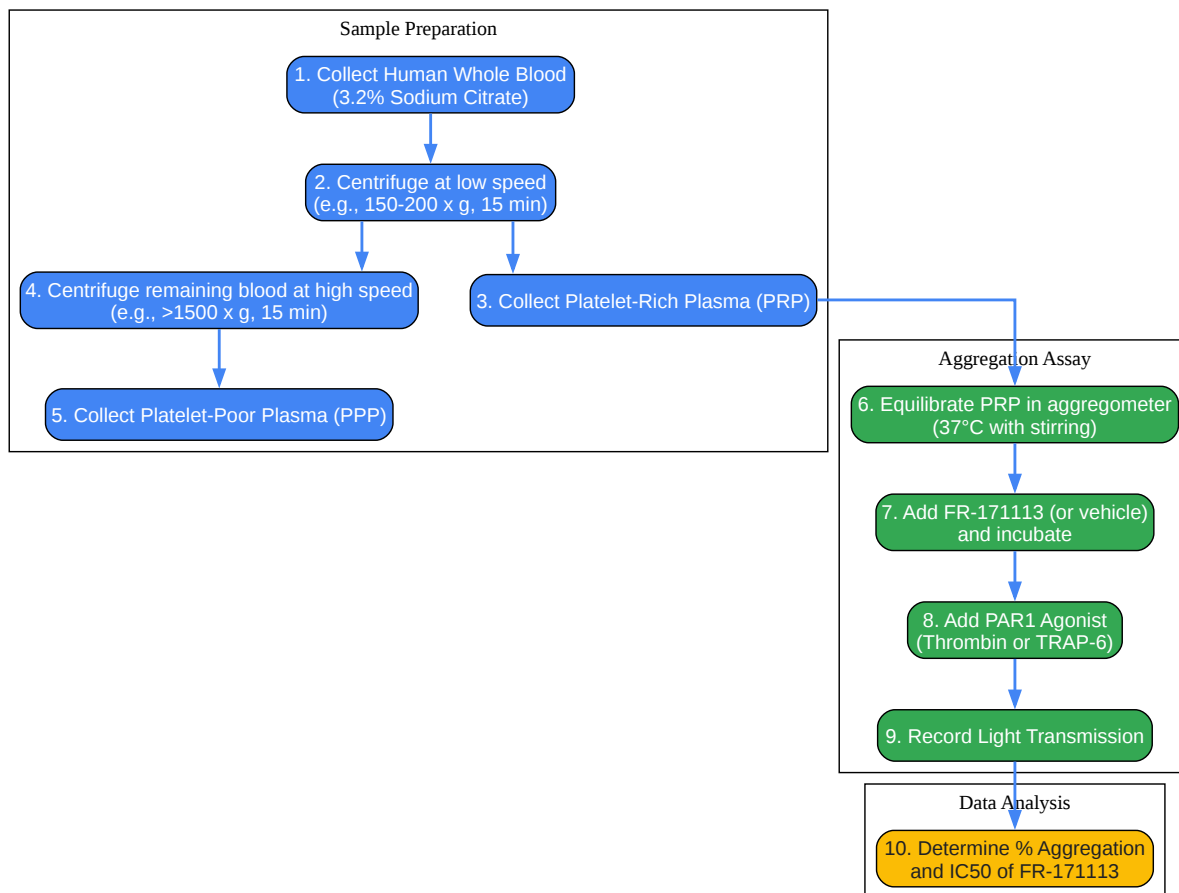 Sample Preparation
1. Collect Human Whole Blood
(3.2% Sodium Citrate)
2. Centrifuge at low speed
(e.g., 150-200 x g, 15 min)
4. Centrifuge remaining blood at high speed
(e.g., >1500 x g, 15 min)
3. Collect Platelet-Rich Plasma (PRP)
5. Collect Platelet-Poor Plasma (PPP)
Aggregation Assay
6. Equilibrate PRP in aggregometer
(37°C with stirring)
7. Add FR-171113 (or vehicle)
and incubate
8. Add PAR1 Agonist
(Thrombin or TRAP-6)
9. Record Light Transmission
Data Analysis
10. Determine % Aggregation
and IC50 of FR-171113